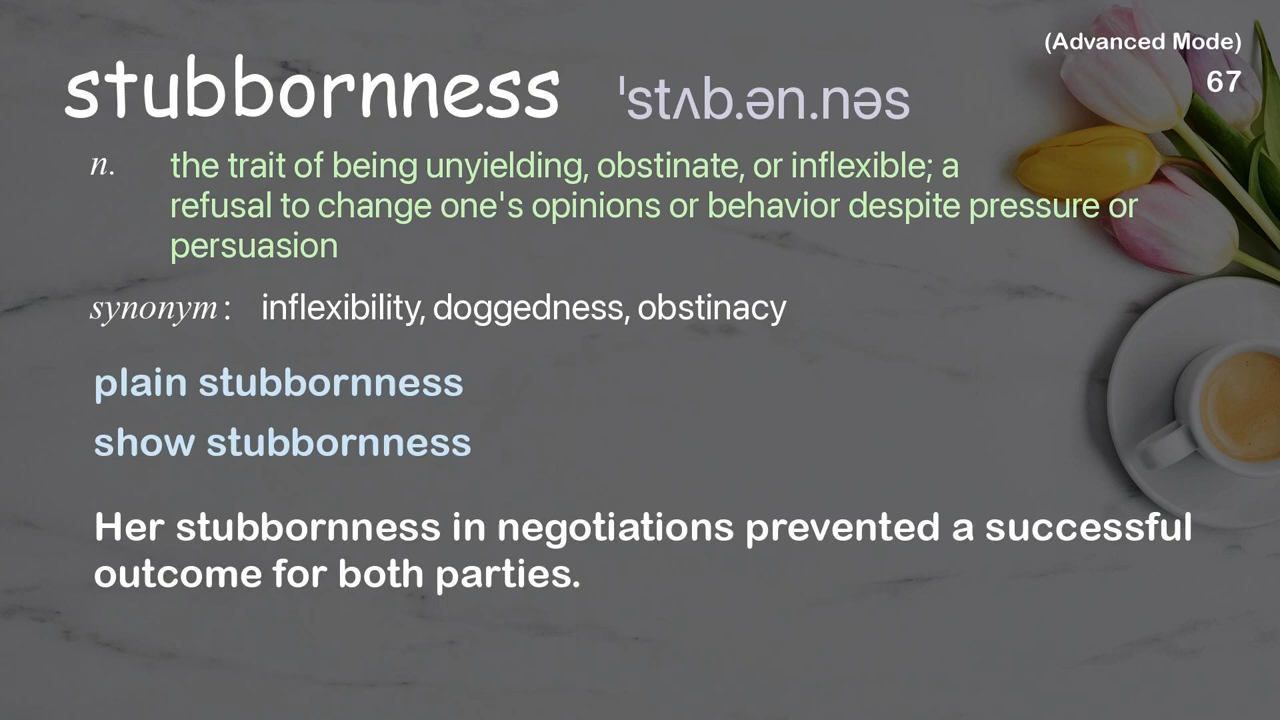 (Advanced Mode)
67
stubbornness ˈstʌb.ən.nəs
n. the trait of being unyielding, obstinate, or inflexible; a
refusal to change one's opinions or behavior despite pressure or
persuasion
synonym: inflexibility, doggedness, obstinacy
plain stubbornness
show stubbornness
Her stubbornness in negotiations prevented a successful
outcome for both parties.